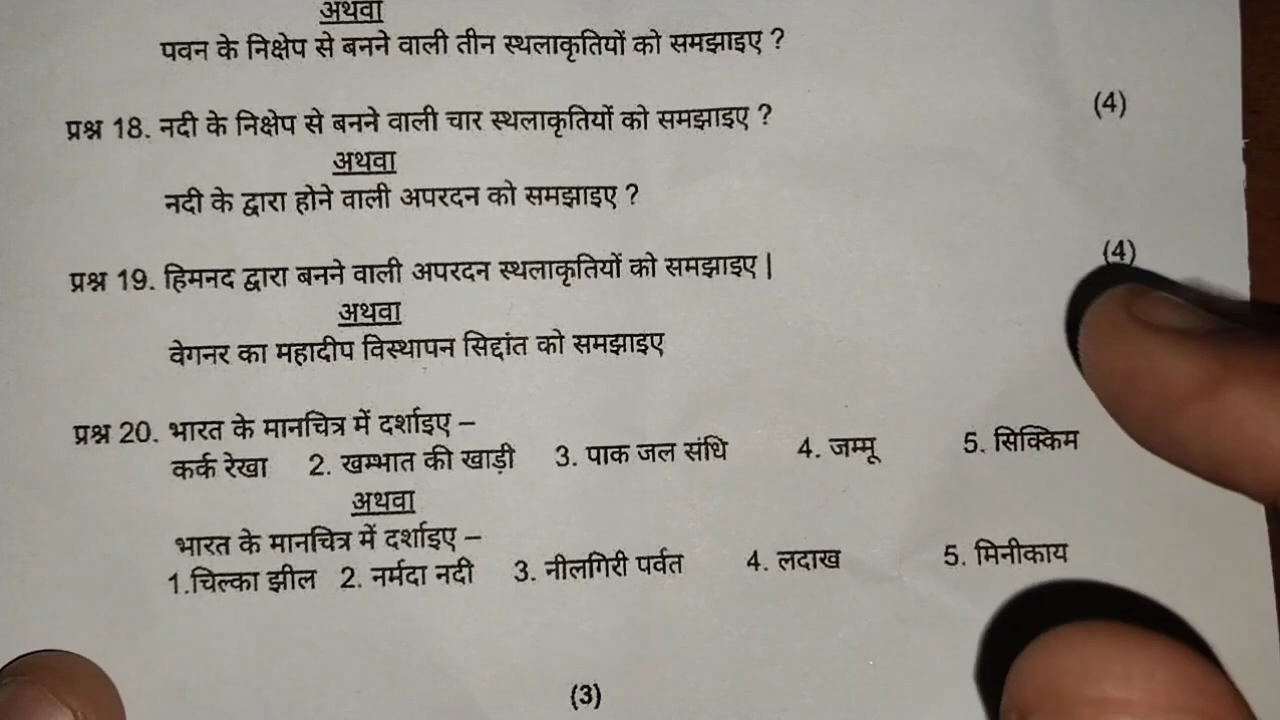 अथवा
पवन के निक्षेप से बनने वाली तीन स्थलाकृतियों को समझाइए ?
प्रश्न 18. नदी के निक्षेप से बनने वाली चार स्थलाकृतियों को समझाइए ? (4)
अथवा
नदी के द्वारा होने वाली अपरदन को समझाइए ?
प्रश्न 19. हिमनद द्वारा बनने वाली अपरदन स्थलाकृतियों को समझाइए | (4)
अथवा
वेगनर का महादीप विस्थापन सिद्दांत को समझाइए
प्रश्न 20. भारत के मानचित्र में दर्शाइए –
कर्क रेखा 2. खम्भात की खाड़ी 3. पाक जल संधि 4. जम्मू 5. सिक्किम
अथवा
भारत के मानचित्र में दर्शाइए –
1.चिल्का झील 2. नर्मदा नदी 3. नीलगिरी पर्वत 4. लदाख 5. मिनीकाय
(3)